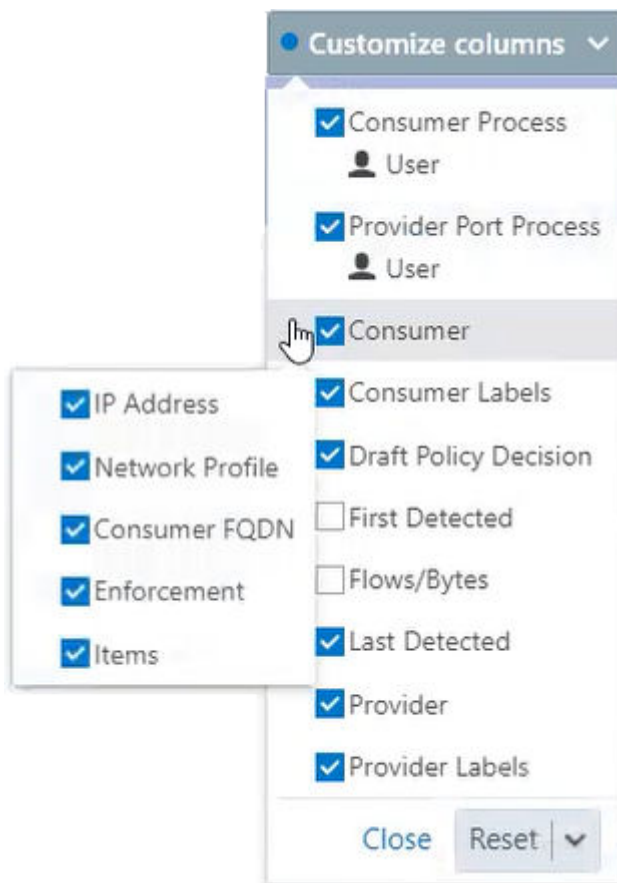 Customize columns
Consumer Process
User
Provider Port Process
User
Consumer
IP Address
Network Profile
Consumer FQDN
Enforcement
Items
Consumer Labels
Draft Policy Decision
First Detected
Flows/Bytes
Last Detected
Provider
Provider Labels
Close Reset